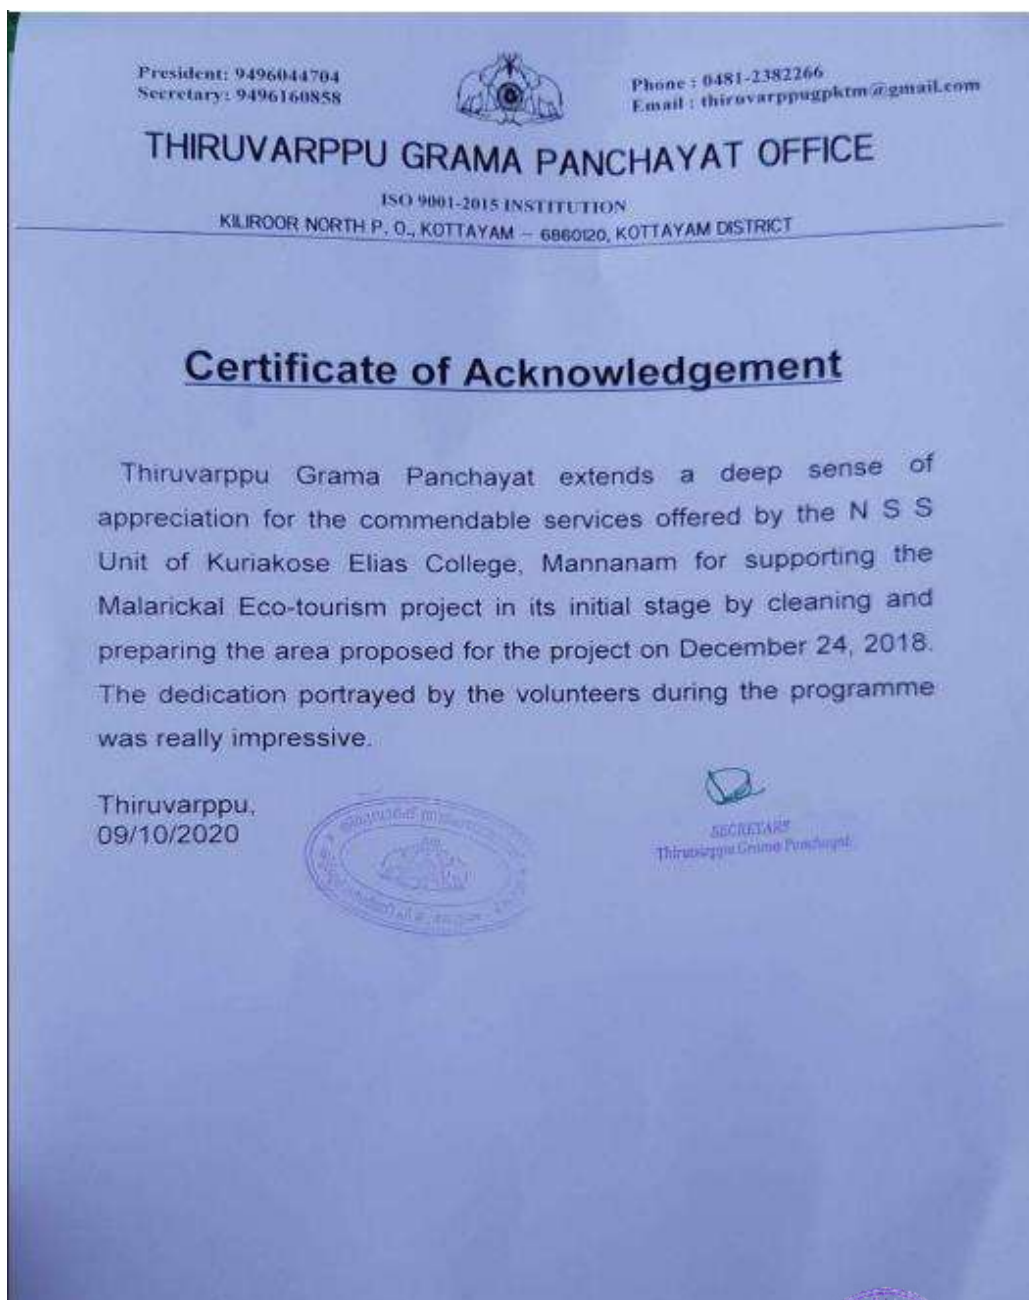 President: 9496044704
Secretary: 9496160858
Phone : 0481-2382266
Email : thiruvarppugpktm@gmail.com
THIRUVARPPU GRAMA PANCHAYAT OFFICE
ISO 9001-2015 INSTITUTION
KILIROOR NORTH P. O., KOTTAYAM – 6860120, KOTTAYAM DISTRICT
Certificate of Acknowledgement
Thiruvarppu Grama Panchayat extends a deep sense of
appreciation for the commendable services offered by the N S S
Unit of Kuriakose Elias College, Mannanam for supporting the
Malarickal Eco-tourism project in its initial stage by cleaning and
preparing the area proposed for the project on December 24, 2018.
The dedication portrayed by the volunteers during the programme
was really impressive.
Thiruvarppu,
09/10/2020
SECRETARY
Thiruvarppu Grama Panchayat